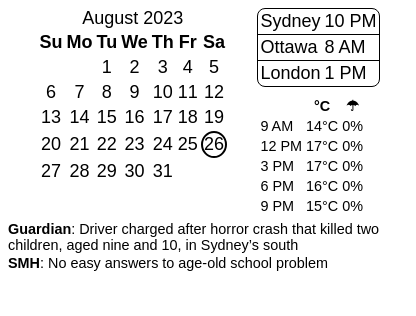 August 2023
Su Mo Tu We Th Fr Sa
1 2 3 4 5
6 7 8 9 10 11 12
13 14 15 16 17 18 19
20 21 22 23 24 25 26
27 28 29 30 31
Sydney 10 PM
Ottawa 8 AM
London 1 PM
°C ☂
9 AM 14°C 0%
12 PM 17°C 0%
3 PM 17°C 0%
6 PM 16°C 0%
9 PM 15°C 0%
Guardian: Driver charged after horror crash that killed two
children, aged nine and 10, in Sydney's south
SMH: No easy answers to age-old school problem